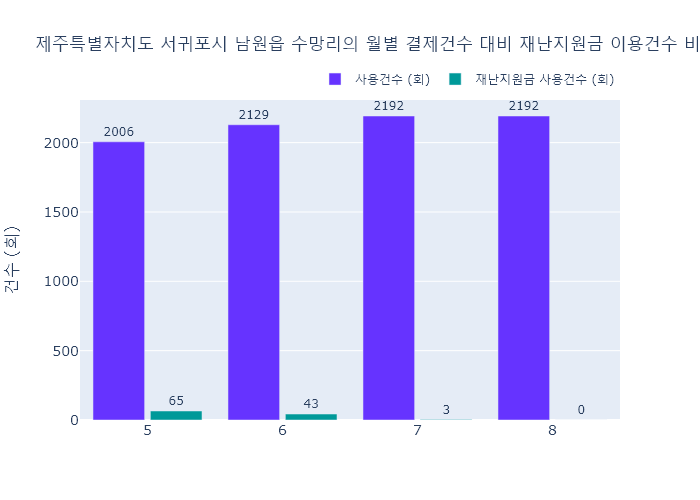 제주특별자치도 서귀포시 남원읍 수망리의 월별 결제건수 대비 재난지원금 이용건수 비
사용건수 (회) 재난지원금 사용건수 (회)
2006 2129 2192 2192
65 43 3 0
2000
1500
1000
500
0
건수 (회)
5 6 7 8